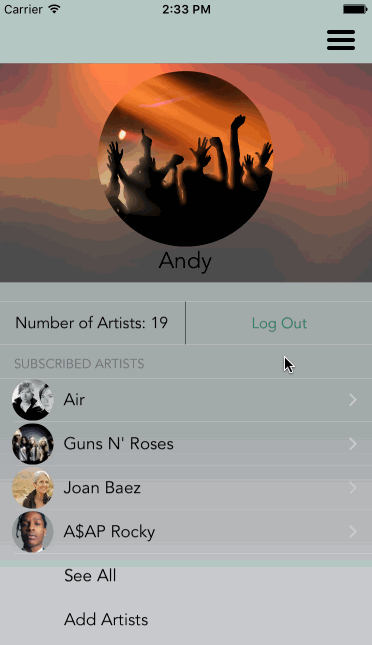 Carrier 2:33 PM
Andy
Number of Artists: 19 Log Out
SUBSCRIBED ARTISTS
Air
Guns N' Roses
Joan Baez
A$AP Rocky
See All
Add Artists